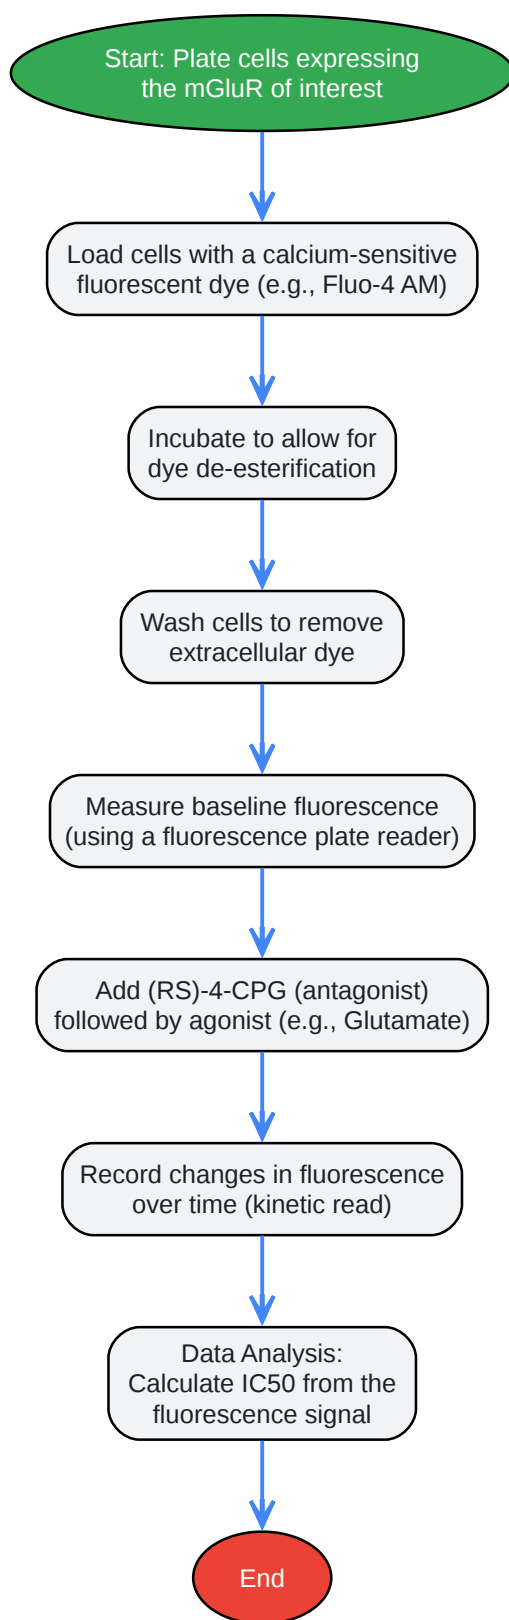 Start: Plate cells expressing
the mGluR of interest
Load cells with a calcium-sensitive
fluorescent dye (e.g., Fluo-4 AM)
Incubate to allow for
dye de-esterification
Wash cells to remove
extracellular dye
Measure baseline fluorescence
(using a fluorescence plate reader)
Add (RS)-4-CPG (antagonist)
followed by agonist (e.g., Glutamate)
Record changes in fluorescence
over time (kinetic read)
Data Analysis:
Calculate IC50 from the
fluorescence signal
End